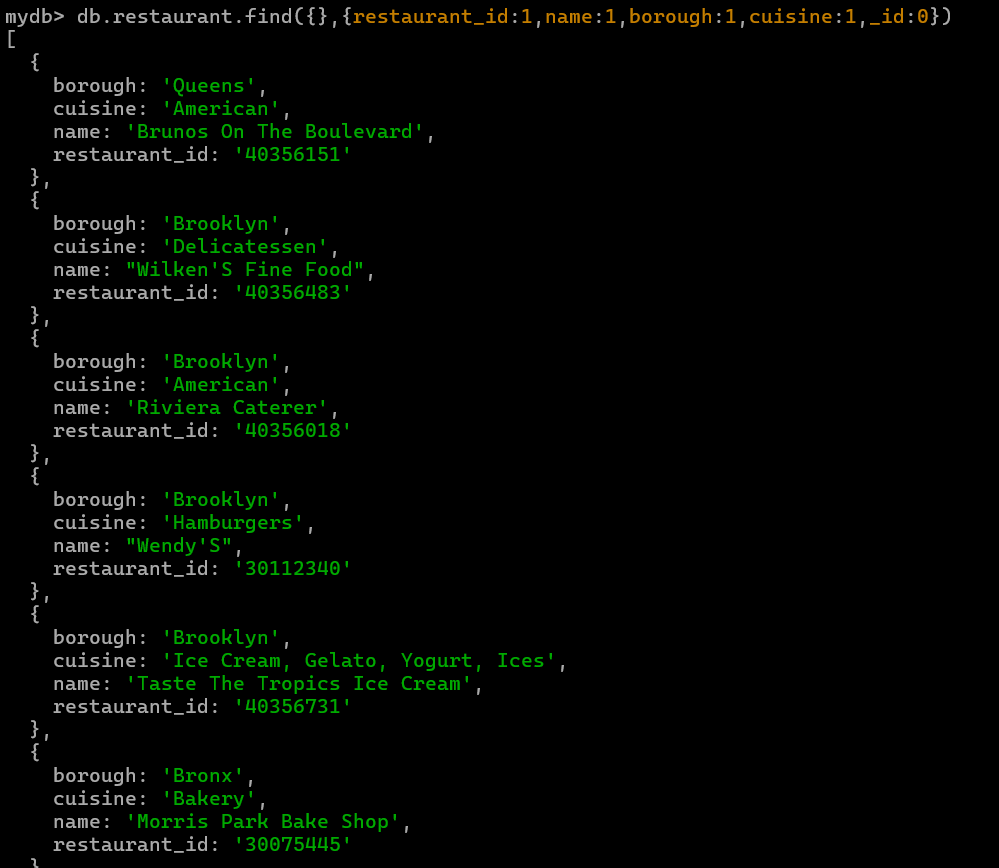 mydb> db.restaurant.find({},{restaurant_id:1,name:1,borough:1,cuisine:1,_id:0})
[
  {
    borough: 'Queens',
    cuisine: 'American',
    name: 'Brunos On The Boulevard',
    restaurant_id: '40356151'
  },
  {
    borough: 'Brooklyn',
    cuisine: 'Delicatessen',
    name: "Wilken'S Fine Food",
    restaurant_id: '40356483'
  },
  {
    borough: 'Brooklyn',
    cuisine: 'American',
    name: 'Riviera Caterer',
    restaurant_id: '40356018'
  },
  {
    borough: 'Brooklyn',
    cuisine: 'Hamburgers',
    name: "Wendy'S",
    restaurant_id: '30112340'
  },
  {
    borough: 'Brooklyn',
    cuisine: 'Ice Cream, Gelato, Yogurt, Ices',
    name: 'Taste The Tropics Ice Cream',
    restaurant_id: '40356731'
  },
  {
    borough: 'Bronx',
    cuisine: 'Bakery',
    name: 'Morris Park Bake Shop',
    restaurant_id: '30075445'
  }